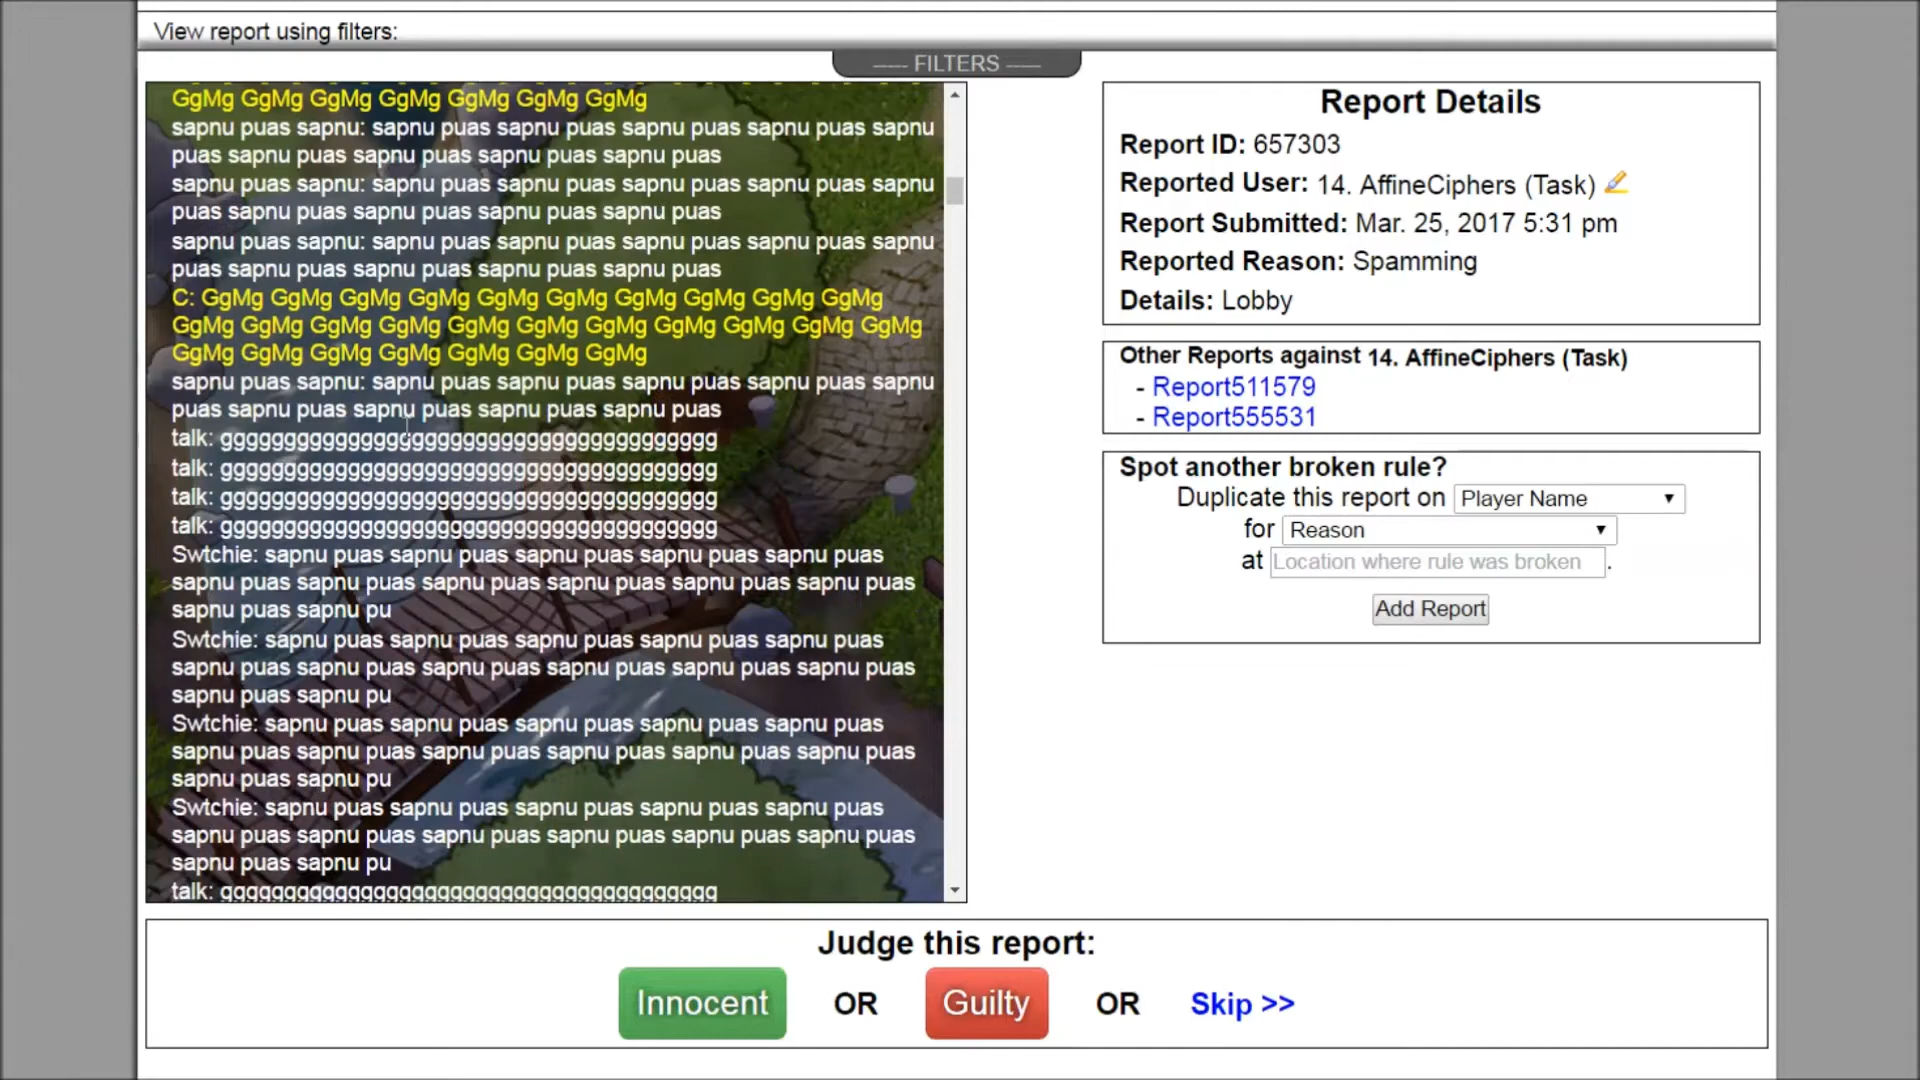 View report using filters:
FILTERS
GgMg GgMg GgMg GgMg GgMg GgMg GgMg
sapnu puas sapnu: sapnu puas sapnu puas sapnu puas sapnu puas sapnu
puas sapnu puas sapnu puas sapnu puas sapnu puas
sapnu puas sapnu: sapnu puas sapnu puas sapnu puas sapnu puas sapnu
puas sapnu puas sapnu puas sapnu puas sapnu puas
sapnu puas sapnu: sapnu puas sapnu puas sapnu puas sapnu puas sapnu
puas sapnu puas sapnu puas sapnu puas sapnu puas
C: GgMg GgMg GgMg GgMg GgMg GgMg GgMg GgMg GgMg GgMg
GgMg GgMg GgMg GgMg GgMg GgMg GgMg GgMg GgMg GgMg GgMg
GgMg GgMg GgMg GgMg GgMg GgMg GgMg
sapnu puas sapnu: sapnu puas sapnu puas sapnu puas sapnu puas sapnu
puas sapnu puas sapnu puas sapnu puas sapnu puas
talk: ggggggggggggggggggggggggggggggggggggggg
talk: ggggggggggggggggggggggggggggggggggggggg
talk: ggggggggggggggggggggggggggggggggggggggg
talk: ggggggggggggggggggggggggggggggggggggggg
Swtchie: sapnu puas sapnu puas sapnu puas sapnu puas sapnu puas
sapnu puas sapnu puas sapnu puas sapnu puas sapnu puas sapnu puas
sapnu puas sapnu pu
Swtchie: sapnu puas sapnu puas sapnu puas sapnu puas sapnu puas
sapnu puas sapnu puas sapnu puas sapnu puas sapnu puas sapnu puas
sapnu puas sapnu pu
Swtchie: sapnu puas sapnu puas sapnu puas sapnu puas sapnu puas
sapnu puas sapnu puas sapnu puas sapnu puas sapnu puas sapnu puas
sapnu puas sapnu pu
Swtchie: sapnu puas sapnu puas sapnu puas sapnu puas sapnu puas
sapnu puas sapnu puas sapnu puas sapnu puas sapnu puas sapnu puas
sapnu puas sapnu pu
talk: ggggggggggggggggggggggggggggggggggggggg
Report Details
Report ID: 657303
Reported User: 14. AffineCiphers (Task)
Report Submitted: Mar. 25, 2017 5:31 pm
Reported Reason: Spamming
Details: Lobby
Other Reports against 14. AffineCiphers (Task)
- Report511579
- Report555531
Spot another broken rule?
Duplicate this report on Player Name
for Reason
at Location where rule was broken .
Add Report
Judge this report:
Innocent OR Guilty OR Skip >>